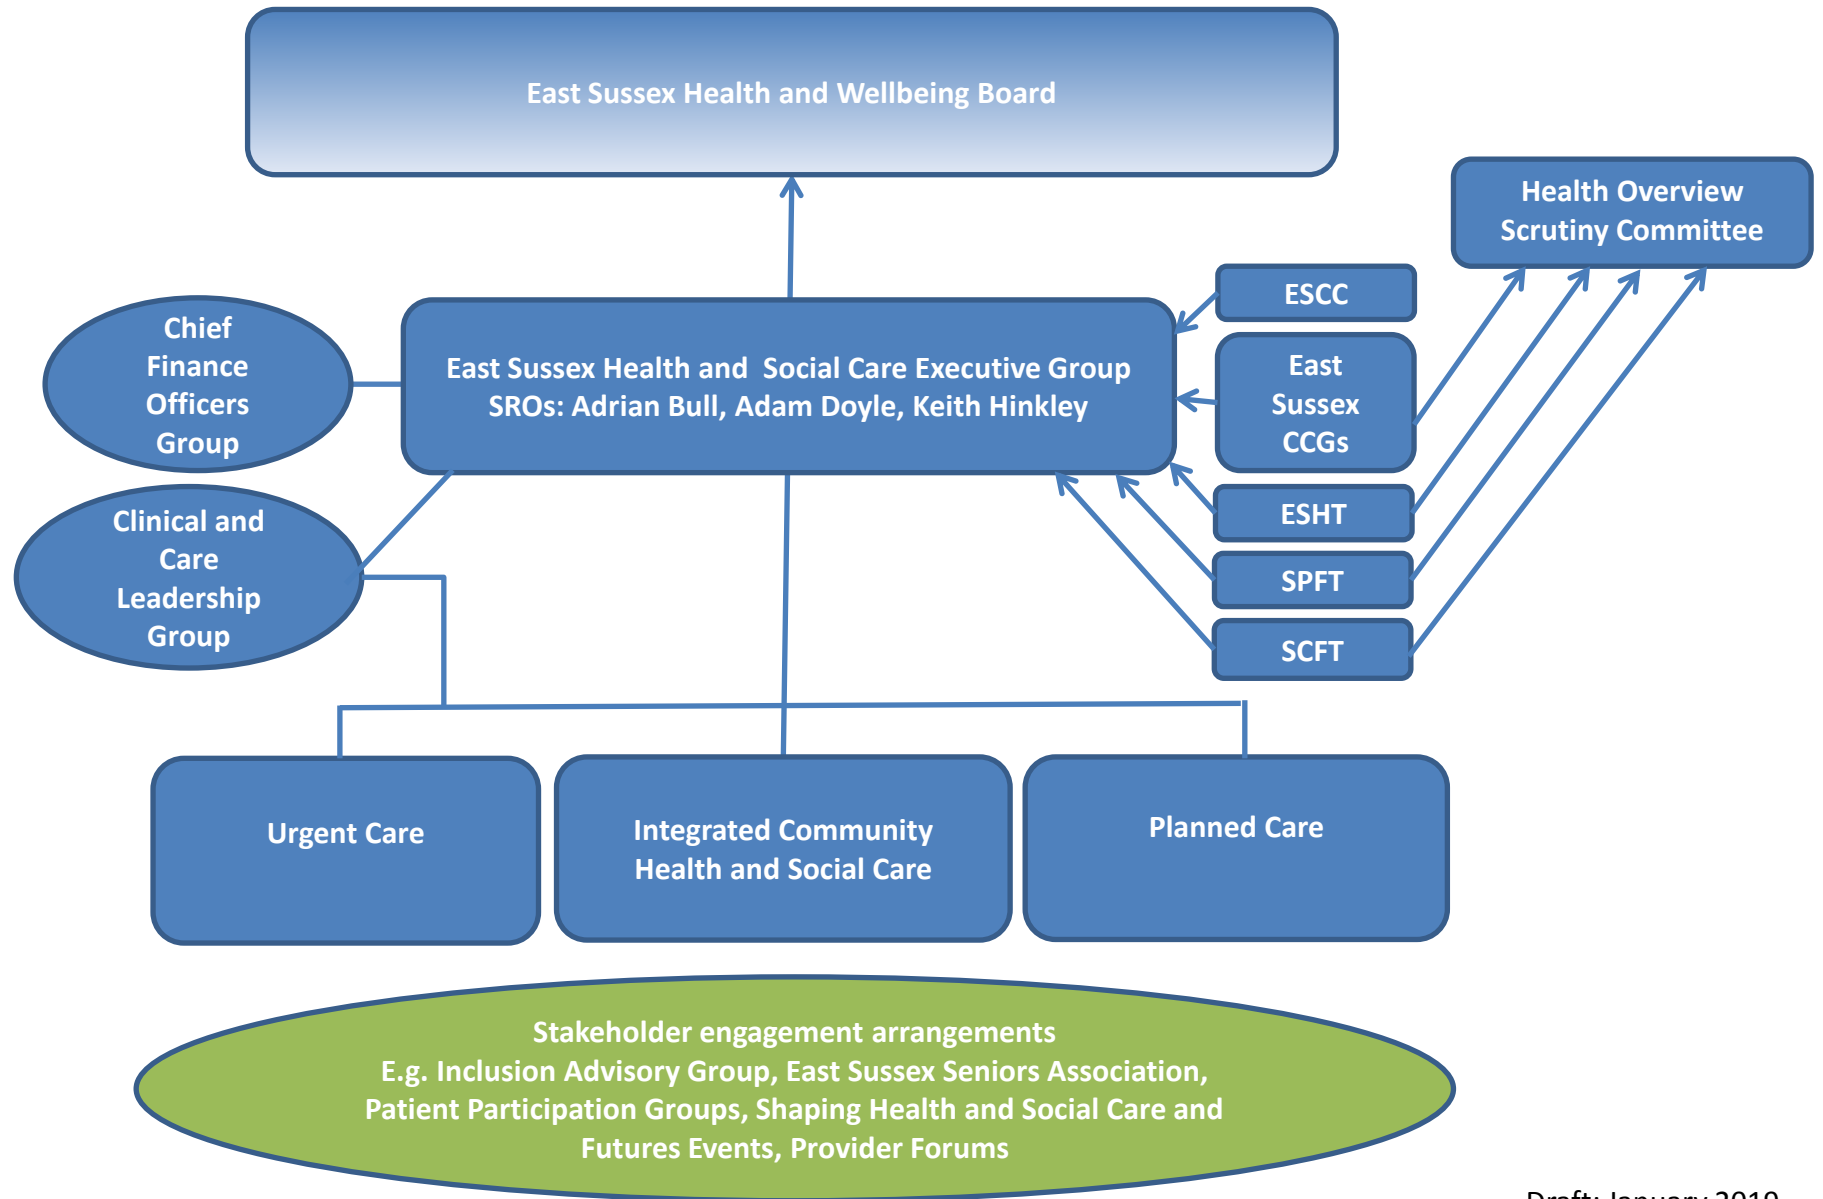 East Sussex Health and Wellbeing Board
Health Overview
Scrutiny Committee
ESCC
Chief
Finance
Officers
Group
East Sussex Health and  Social Care Executive Group
SROs: Adrian Bull, Adam Doyle, Keith Hinkley
East
Sussex
CCGs
ESHT
Clinical and
Care
Leadership
Group
SPFT
SCFT
Urgent Care
Integrated Community
Health and Social Care
Planned Care
Stakeholder engagement arrangements
E.g. Inclusion Advisory Group, East Sussex Seniors Association,
Patient Participation Groups, Shaping Health and Social Care and
Futures Events, Provider Forums
Draft: January 2019